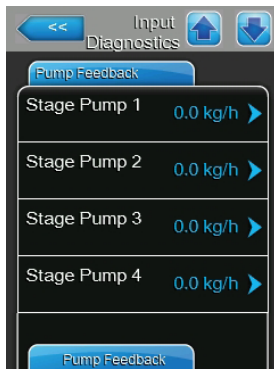 <<
Input
Diagnostics
Pump Feedback
Stage Pump 1
0.0 kg/h
Stage Pump 2
0.0 kg/h
Stage Pump 3
0.0 kg/h
Stage Pump 4
0.0 kg/h
Pump Feedback